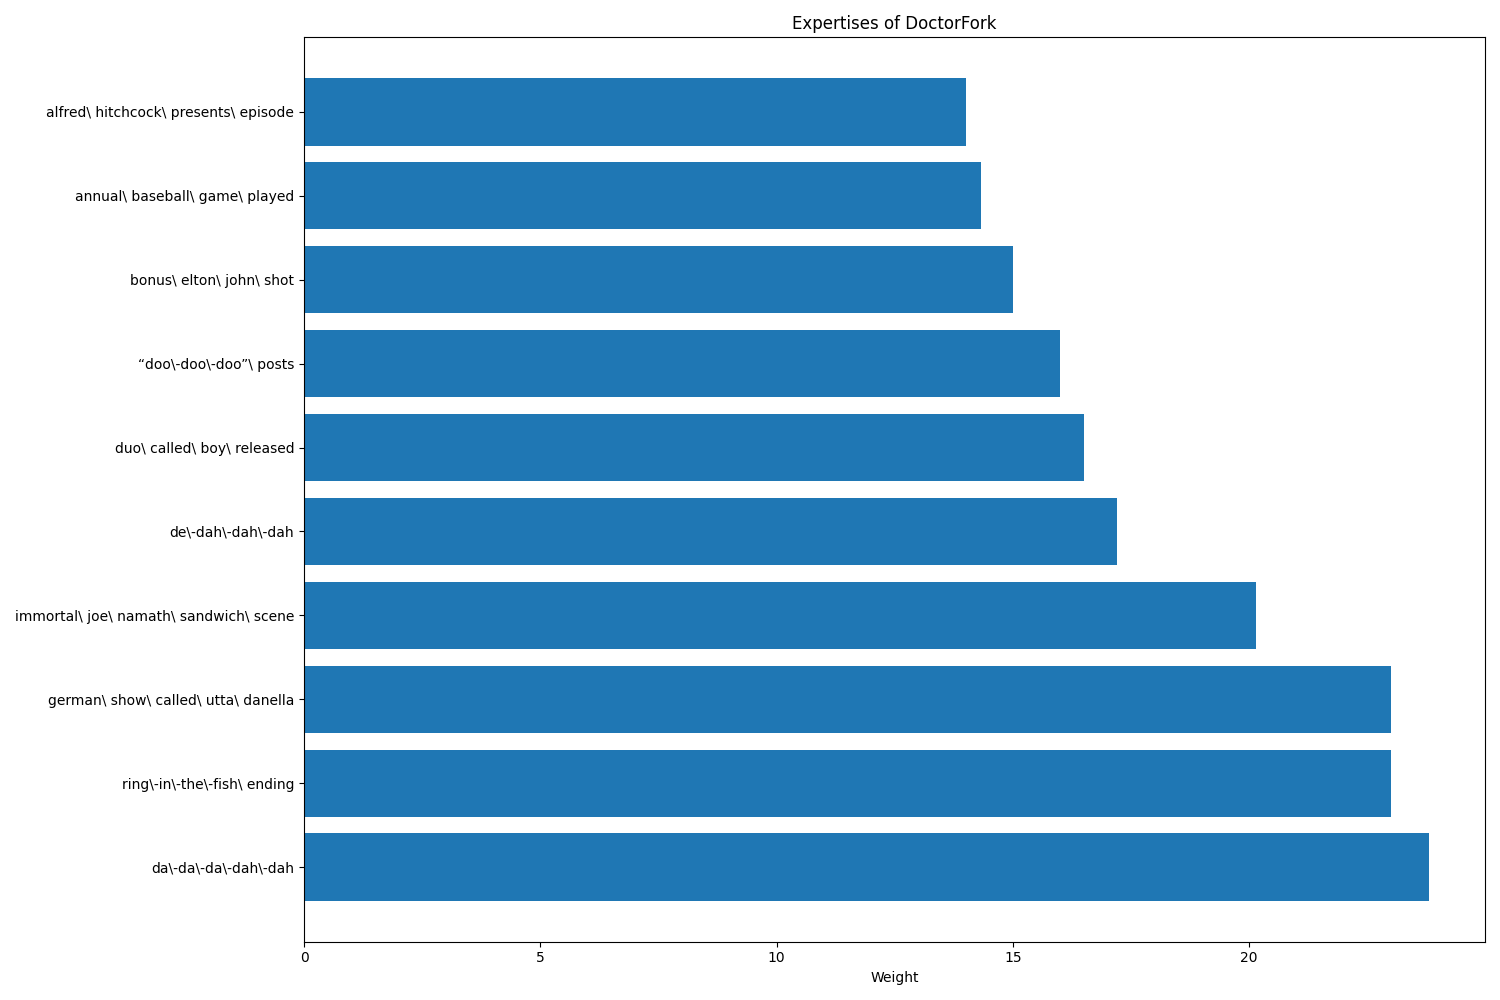 Expertises of DoctorFork
alfred\ hitchcock\ presents\ episode
annual\ baseball\ game\ played
bonus\ elton\ john\ shot
“doo\-doo\-doo”\ posts
duo\ called\ boy\ released
de\-dah\-dah\-dah
immortal\ joe\ namath\ sandwich\ scene
german\ show\ called\ utta\ danella
ring\-in\-the\-fish\ ending
da\-da\-da\-dah\-dah
0 5 10 15 20
Weight